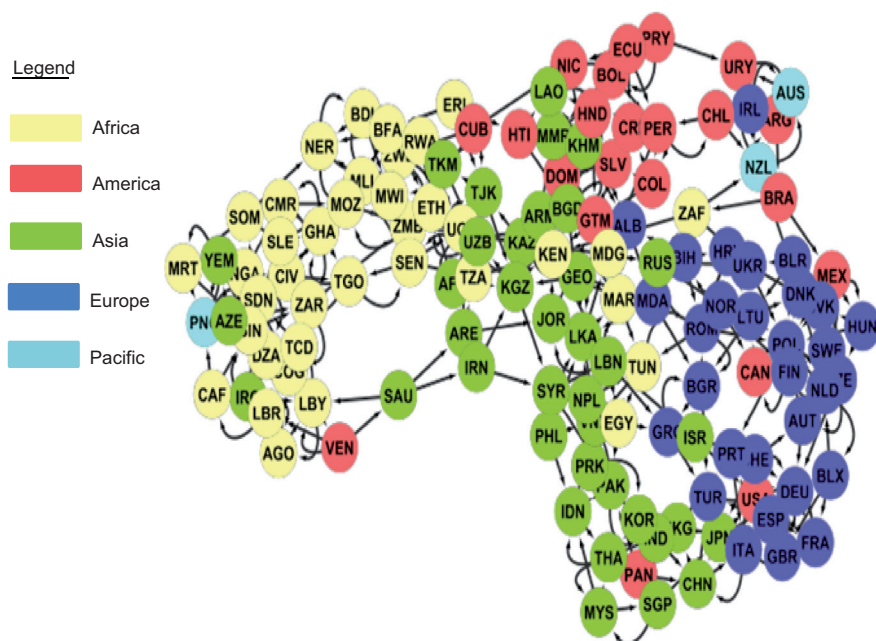 Legend
Africa
America
Asia
Europe
Pacific
PRY
ECU
NIC
BOL
URY
LAO
AUS
IRL
ARG
HND
CHL
PER
BDI
ERI
BFA
RWA
CUB
HTI
MMR
KHM
NER
TKM
SLV
NZL
DOM
COL
MLI
MWI
TJK
BRA
CMR
MOZ
ETH
ARM
BGD
GTM
ZAF
SOM
GHA
ZMB
ALB
SLE
UZB
KAZ
YEM
SEN
KEN
MDG
RUS
BIH
UKR
BLR
MRT
CIV
TGO
TZA
GEO
MEX
KGZ
SDN
ZAR
MAR
MDA
NOR
DNK
LTU
AZE
ARE
JOR
HUN
LKA
TCD
DZA
POL
SWE
LBN
TUN
IRN
CAN
FIN
BGR
NLD
CAF
LBY
SAU
SYR
NPL
LBR
AUT
EGY
ISR
PHL
VEN
AGO
PRT
PRK
PAK
BLX
DEU
TUR
USA
IDN
KOR
ESP
JPN
FRA
ITA
THA
GBR
PAN
CHN
SGP
MYS